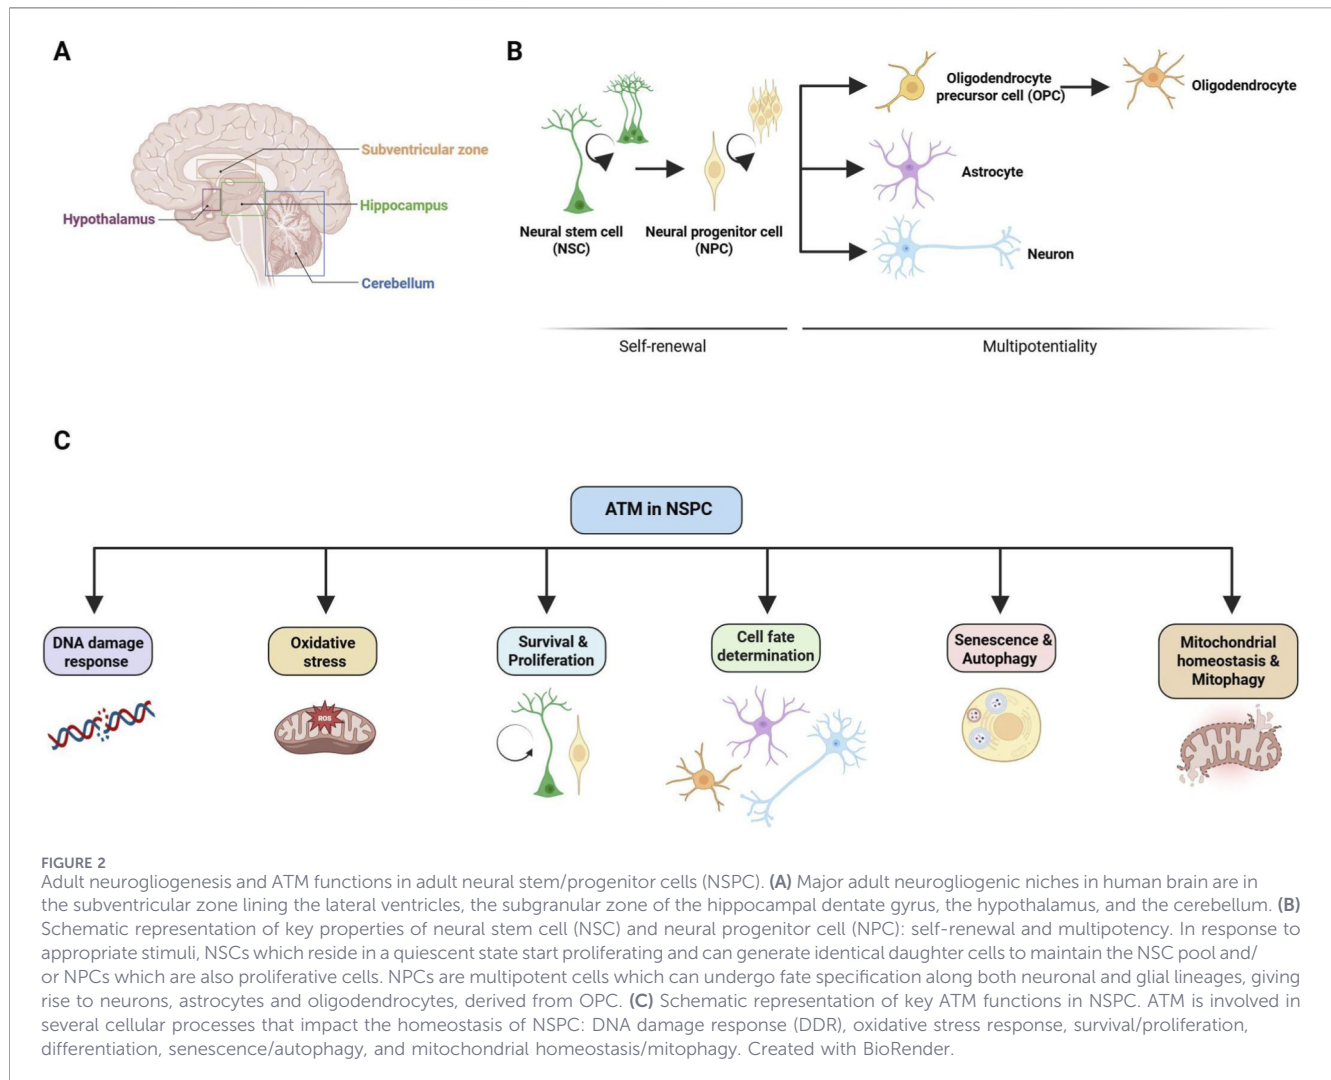 A
Subventricular zone
Hypothalamus
Hippocampus
Cerebellum
B
Neural stem cell
(NSC)
Neural progenitor cell
(NPC)
Oligodendrocyte
precursor cell (OPC)
Oligodendrocyte
Astrocyte
Neuron
Self-renewal
Multipotentiality
C
ATM in NSPC
DNA damage
response
Oxidative
stress
ROS
Survival &
Proliferation
Cell fate
determination
Senescence &
Autophagy
Mitochondrial
homeostasis &
Mitophagy
FIGURE 2
Adult neurogliogenesis and ATM functions in adult neural stem/progenitor cells (NSPC). (A) Major adult neurogliogenic niches in human brain are in
the subventricular zone lining the lateral ventricles, the subgranular zone of the hippocampal dentate gyrus, the hypothalamus, and the cerebellum. (B)
Schematic representation of key properties of neural stem cell (NSC) and neural progenitor cell (NPC): self-renewal and multipotency. In response to
appropriate stimuli, NSCs which reside in a quiescent state start proliferating and can generate identical daughter cells to maintain the NSC pool and/
or NPCs which are also proliferative cells. NPCs are multipotent cells which can undergo fate specification along both neuronal and glial lineages, giving
rise to neurons, astrocytes and oligodendrocytes, derived from OPC. (C) Schematic representation of key ATM functions in NSPC. ATM is involved in
several cellular processes that impact the homeostasis of NSPC: DNA damage response (DDR), oxidative stress response, survival/proliferation,
differentiation, senescence/autophagy, and mitochondrial homeostasis/mitophagy. Created with BioRender.